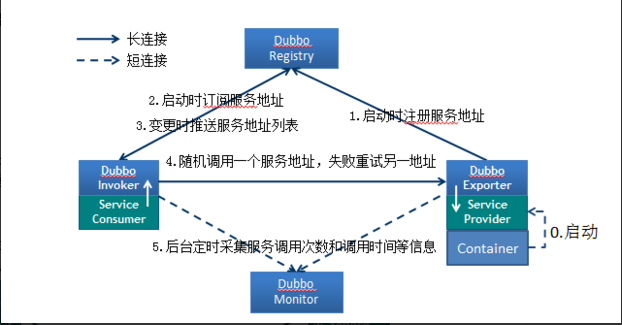 长连接
短连接
Dubbo
Registry
2.启动时订阅服务地址
3.变更时推送服务地址列表
1.启动时注册服务地址
4.随机调用一个服务地址，失败重试另一地址
Dubbo
Invoker
Service
Consumer
Dubbo
Exporter
Service
Provider
Container
0.启动
5.后台定时采集服务调用次数和调用时间等信息
Dubbo
Monitor